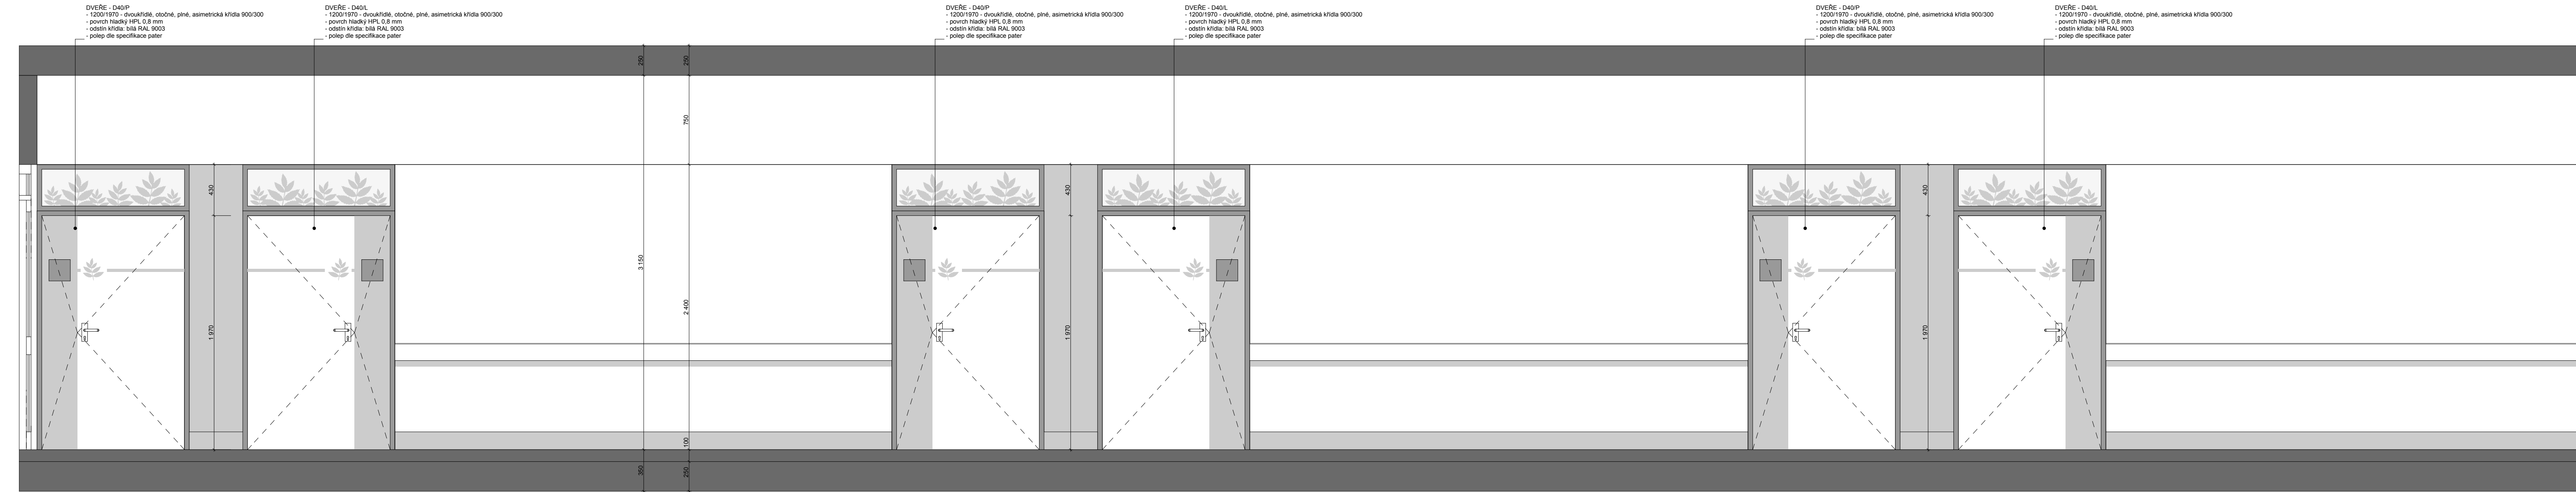 DVEŘE - D40/P
- 1200/1970 - dvoukřídlé, otočné, plné, asimetrická křídla 900/300
- povrch hladký HPL 0,8 mm
- odstín křídla: bílá RAL 9003
- polep dle specifikace pater
DVEŘE - D40/L
- 1200/1970 - dvoukřídlé, otočné, plné, asimetrická křídla 900/300
- povrch hladký HPL 0,8 mm
- odstín křídla: bílá RAL 9003
- polep dle specifikace pater
DVEŘE - D40/P
- 1200/1970 - dvoukřídlé, otočné, plné, asimetrická křídla 900/300
- povrch hladký HPL 0,8 mm
- odstín křídla: bílá RAL 9003
- polep dle specifikace pater
DVEŘE - D40/L
- 1200/1970 - dvoukřídlé, otočné, plné, asimetrická křídla 900/300
- povrch hladký HPL 0,8 mm
- odstín křídla: bílá RAL 9003
- polep dle specifikace pater
DVEŘE - D40/P
- 1200/1970 - dvoukřídlé, otočné, plné, asimetrická křídla 900/300
- povrch hladký HPL 0,8 mm
- odstín křídla: bílá RAL 9003
- polep dle specifikace pater
DVEŘE - D40/L
- 1200/1970 - dvoukřídlé, otočné, plné, asimetrická křídla 900/300
- povrch hladký HPL 0,8 mm
- odstín křídla: bílá RAL 9003
- polep dle specifikace pater
250
250
750
430
430
430
3 150
2 400
1 970
1 970
1 970
100
350
250